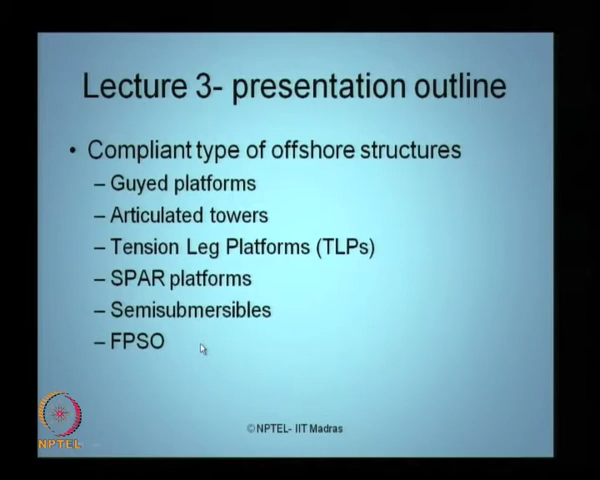 Lecture 3- presentation outline
• Compliant type of offshore structures
– Guyed platforms
– Articulated towers
– Tension Leg Platforms (TLPs)
– SPAR platforms
– Semisubmersibles
– FPSO
©NPTEL- IIT Madras
NPTEL